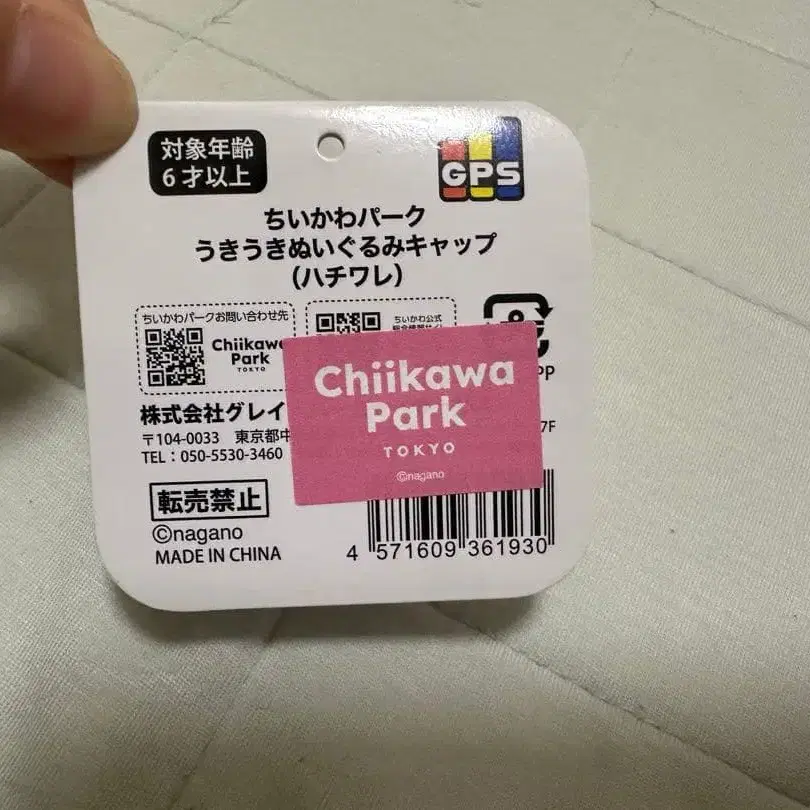 対象年齢
6才以上
GPS
ちいかわパーク
うきうきぬいぐるみキャップ
(ハチワレ)
ちいかわパークお問い合わせ先
ちいかわ公式
Chiikawa
Park
TOKYO
PP
Chiikawa
Park
TOKYO
©nagano
株式会社グレイ
〒104-0033 東京都中
7F
TEL:050-5530-3460
転売禁止
©nagano
MADE IN CHINA
4 571609 361930